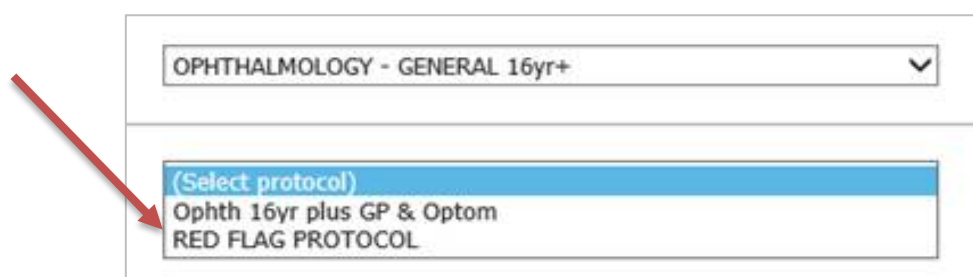 OPHTHALMOLOGY - GENERAL 16yr+
(Select protocol)
Ophth 16yr plus GP & Optom
RED FLAG PROTOCOL